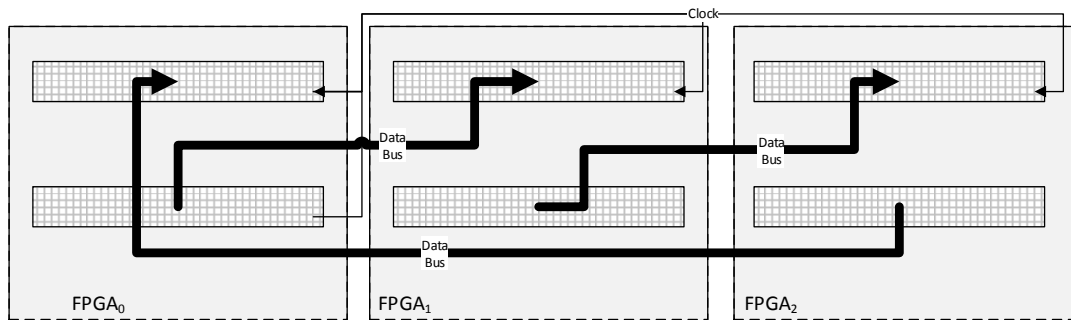 Clock
Data
Bus
Data
Bus
Data
Bus
FPGA₀
FPGA₁
FPGA₂